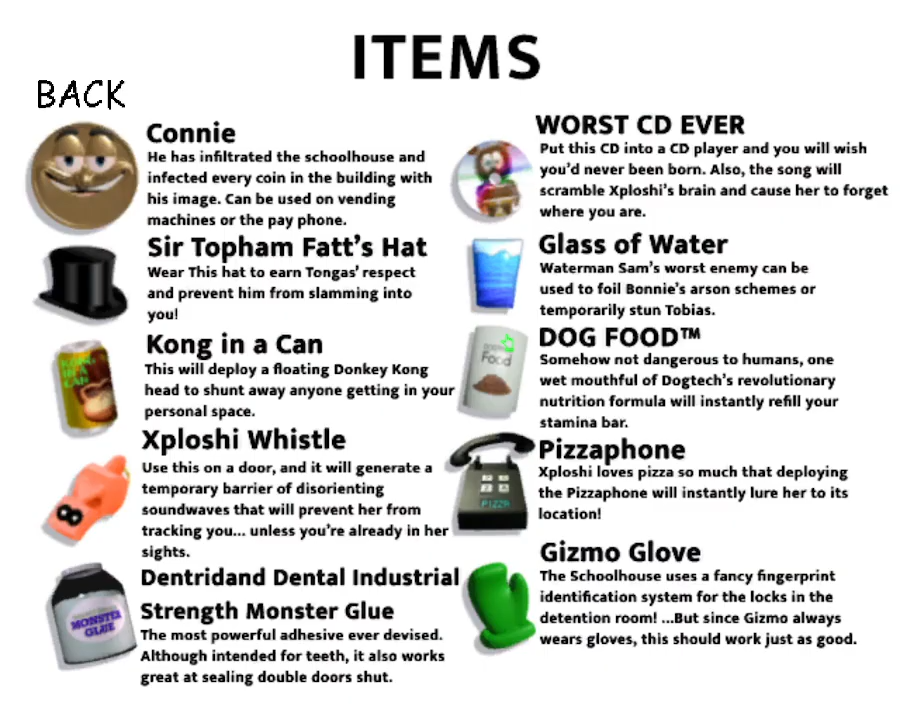 ITEMS
BACK
Connie
He has infiltrated the schoolhouse and
infected every coin in the building with
his image. Can be used on vending
machines or the pay phone.
Sir Topham Fatt's Hat
Wear This hat to earn Tongas' respect
and prevent him from slamming into
you!
Kong in a Can
This will deploy a floating Donkey Kong
head to shunt away anyone getting in your
personal space.
KONG
IN A
CAN
Xploshi Whistle
Use this on a door, and it will generate a
temporary barrier of disorienting
soundwaves that will prevent her from
tracking you... unless you're already in her
sights.
Dentridand Dental Industrial
Strength Monster Glue
The most powerful adhesive ever devised.
Although intended for teeth, it also works
great at sealing double doors shut.
MONSTER
GLUE
WORST CD EVER
Put this CD into a CD player and you will wish
you'd never been born. Also, the song will
scramble Xploshi's brain and cause her to forget
where you are.
Glass of Water
Waterman Sam's worst enemy can be
used to foil Bonnie's arson schemes or
temporarily stun Tobias.
DOG FOOD™
Somehow not dangerous to humans, one
wet mouthful of Dogtech's revolutionary
nutrition formula will instantly refill your
stamina bar.
Food
Pizzaphone
Xploshi loves pizza so much that deploying
the Pizzaphone will instantly lure her to its
location!
PIZZA
Gizmo Glove
The Schoolhouse uses a fancy fingerprint
identification system for the locks in the
detention room! ...But since Gizmo always
wears gloves, this should work just as good.